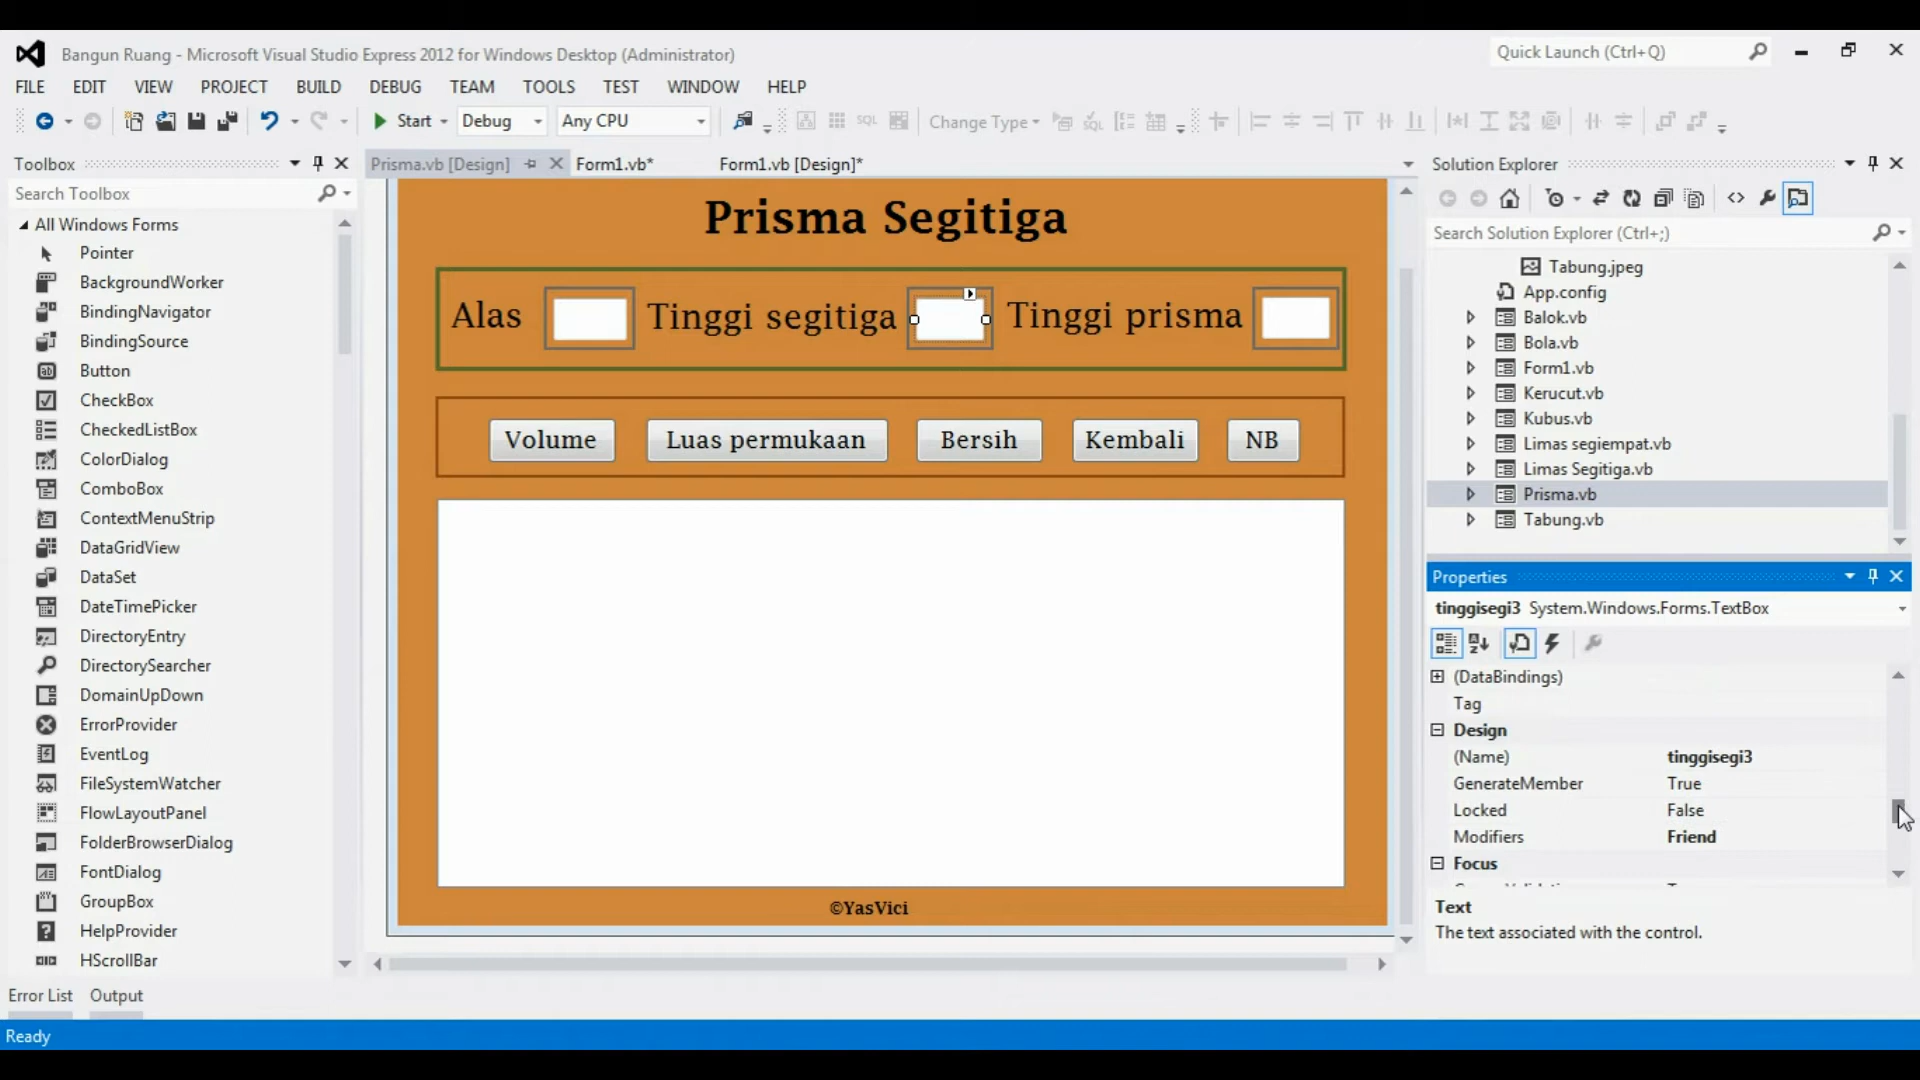 Bangun Ruang - Microsoft Visual Studio Express 2012 for Windows Desktop (Administrator)
Quick Launch (Ctrl+Q)
FILE EDIT VIEW PROJECT BUILD DEBUG TEAM TOOLS TEST WINDOW HELP
Start Debug Any CPU SQL Change Type SQL
Toolbox
Search Toolbox
All Windows Forms
Pointer
BackgroundWorker
BindingNavigator
BindingSource
Button
CheckBox
CheckedListBox
ColorDialog
ComboBox
ContextMenuStrip
DataGridView
DataSet
DateTimePicker
DirectoryEntry
DirectorySearcher
DomainUpDown
ErrorProvider
EventLog
FileSystemWatcher
FlowLayoutPanel
FolderBrowserDialog
FontDialog
GroupBox
HelpProvider
HScrollBar
Prisma.vb [Design] Form1.vb* Form1.vb [Design]*
Prisma Segitiga
Alas Tinggi segitiga Tinggi prisma
Volume Luas permukaan Bersih Kembali NB
©YasVici
Solution Explorer
Search Solution Explorer (Ctrl+;)
Tabung.jpeg
App.config
Balok.vb
Bola.vb
Form1.vb
Kerucut.vb
Kubus.vb
Limas segiempat.vb
Limas Segitiga.vb
Prisma.vb
Tabung.vb
Properties
tinggisegi3 System.Windows.Forms.TextBox
(DataBindings)
Tag
Design
(Name) tinggisegi3
GenerateMember True
Locked False
Modifiers Friend
Focus
Text
The text associated with the control.
Error List Output
Ready